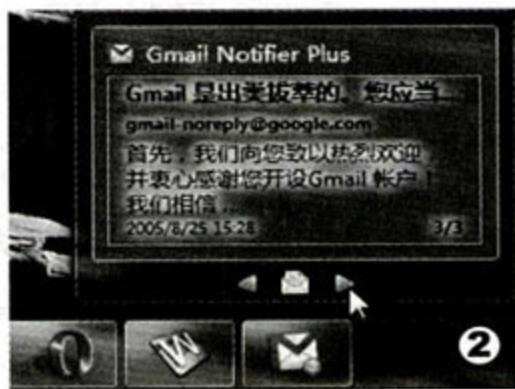 Gmail Notifier Plus
Gmail 是出类拔萃的。您应当...
gmail-noreply@google.com
首先，我们向您致以热烈欢迎
并衷心感谢您开设Gmail 帐户！
我们相信 ...
2005/8/25 15:28 3/3
W
2